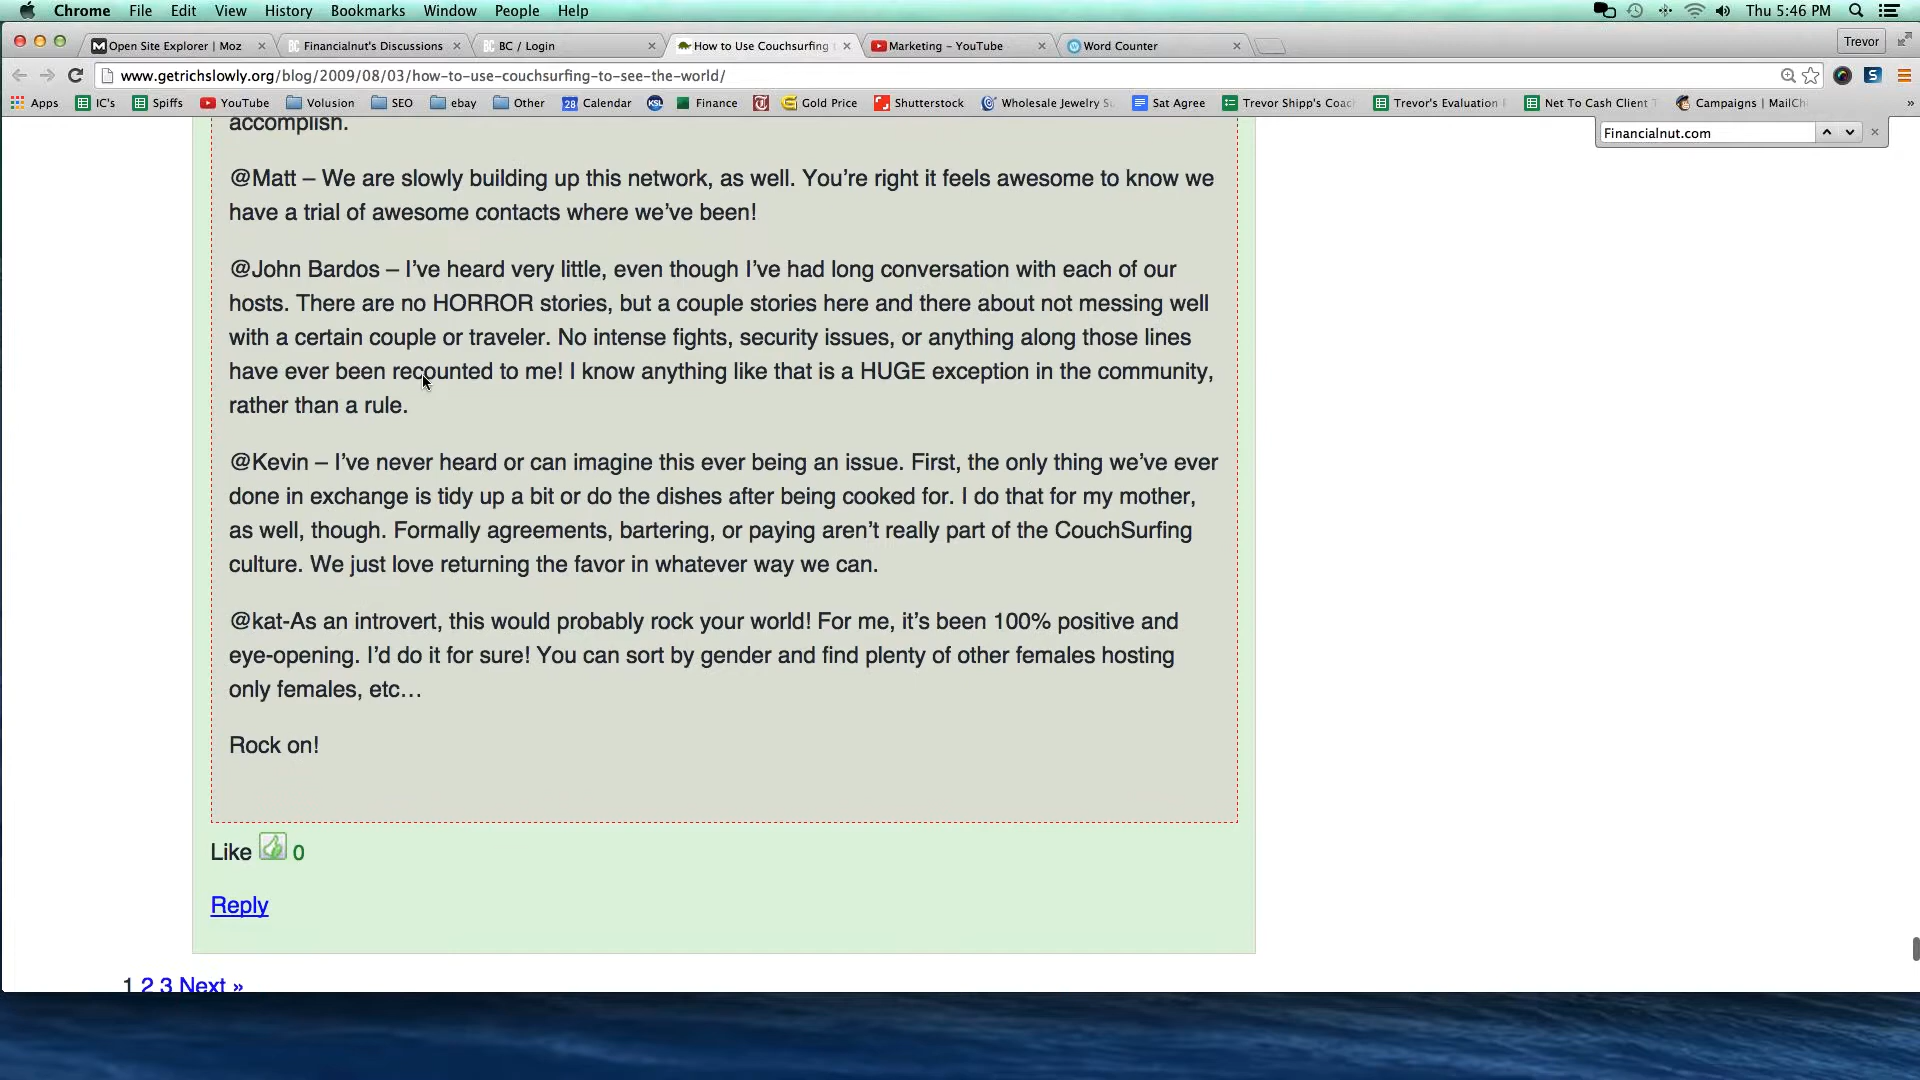 Chrome File Edit View History Bookmarks Window People Help Thu 5:46 PM
Open Site Explorer | Moz Financialnut's Discussions BC / Login How to Use Couchsurfing Marketing - YouTube Word Counter Trevor
www.getrichslowly.org/blog/2009/08/03/how-to-use-couchsurfing-to-see-the-world/
Apps IC's Spiffs YouTube Volusion SEO ebay Other 28 Calendar KSL Finance Gold Price Shutterstock Wholesale Jewelry Su Sat Agree Trevor Shipp's Coac Trevor's Evaluation Net To Cash Client T Campaigns | MailCh »
Financialnut.com
accomplish.
@Matt – We are slowly building up this network, as well. You’re right it feels awesome to know we
have a trial of awesome contacts where we’ve been!
@John Bardos – I’ve heard very little, even though I’ve had long conversation with each of our
hosts. There are no HORROR stories, but a couple stories here and there about not messing well
with a certain couple or traveler. No intense fights, security issues, or anything along those lines
have ever been recounted to me! I know anything like that is a HUGE exception in the community,
rather than a rule.
@Kevin – I’ve never heard or can imagine this ever being an issue. First, the only thing we’ve ever
done in exchange is tidy up a bit or do the dishes after being cooked for. I do that for my mother,
as well, though. Formally agreements, bartering, or paying aren’t really part of the CouchSurfing
culture. We just love returning the favor in whatever way we can.
@kat-As an introvert, this would probably rock your world! For me, it’s been 100% positive and
eye-opening. I’d do it for sure! You can sort by gender and find plenty of other females hosting
only females, etc…
Rock on!
Like 0
Reply
1 2 3 Next »